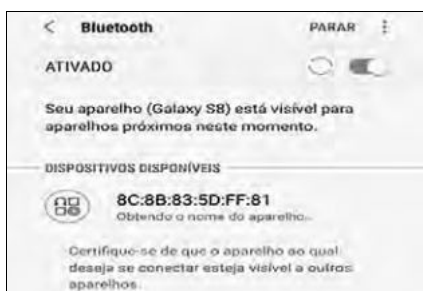 Bluetooth PARAR
ATIVADO
Seu aparelho (Galaxy S8) está visível para
aparelhos próximos neste momento.
DISPOSITIVOS DISPONÍVEIS
8C:8B:83:5D:FF:81
Obtendo o nome do aparelho...
Certifique-se de que o aparelho ao qual
deseja se conectar esteja visível a outros
aparelhos.